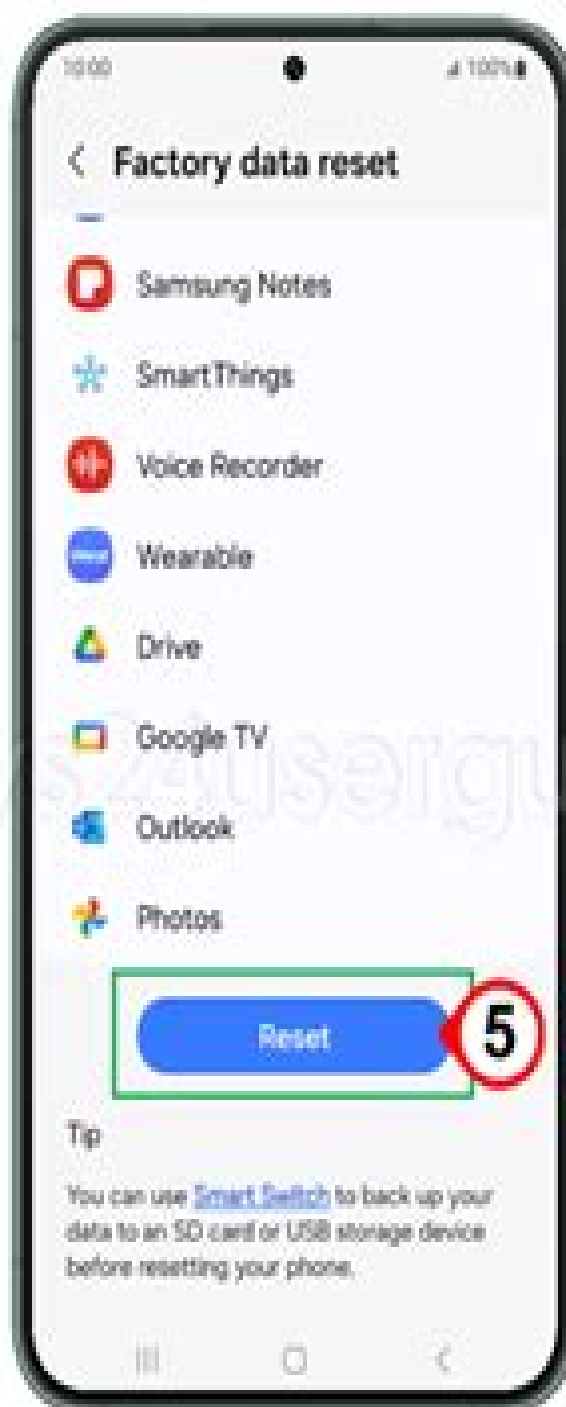 10:00
100%
Factory data reset
Samsung Notes
SmartThings
Voice Recorder
Wearable
Drive
Google TV
Outlook
Photos
Reset
5
Tip
You can use Smart Switch to back up your
data to an SD card or USB storage device
before resetting your phone.